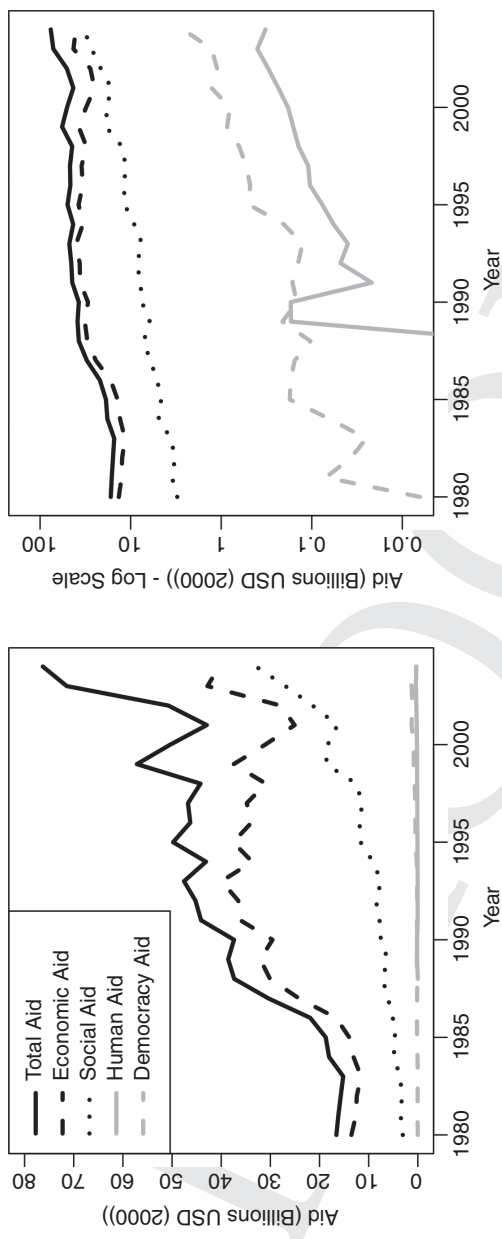 80
70
60
50
40
30
20
10
0
Aid (Billions USD (2000))
Total Aid
Economic Aid
Social Aid
Human Aid
Democracy Aid
1980
1985
1990
1995
2000
Year
100
10
1
0.1
0.01
Aid (Billions USD (2000)) - Log Scale
1980
1985
1990
1995
2000
Year